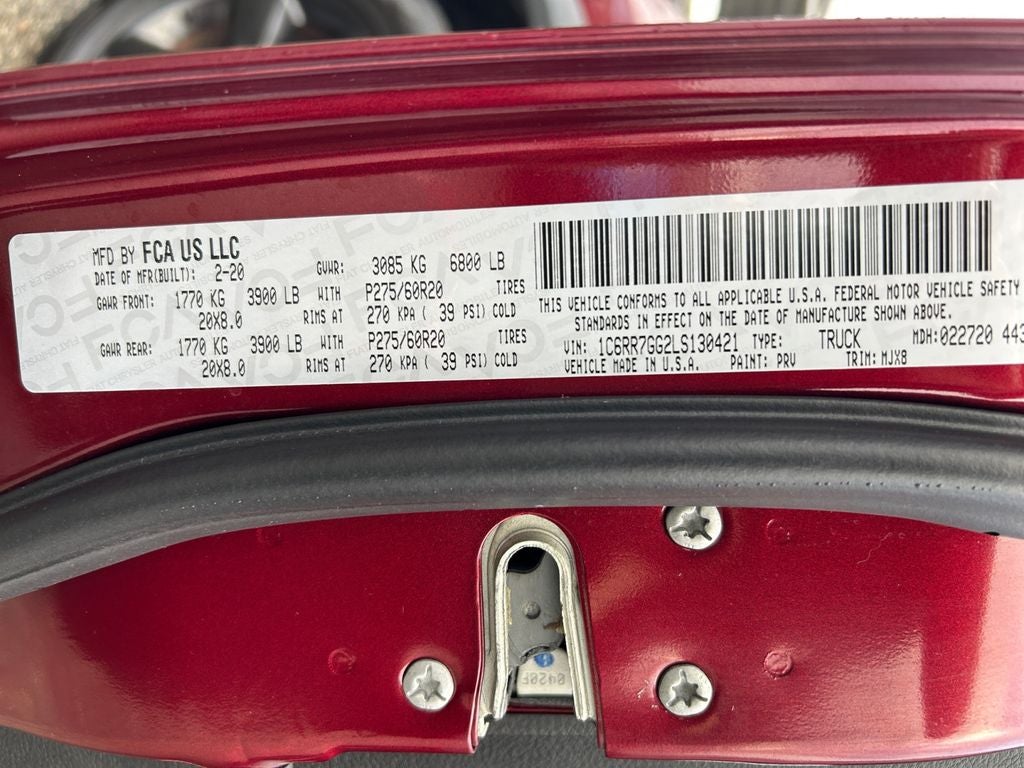 MFD BY FCA US LLC
DATE OF MFR(BUILT): 2-20 GVWR: 3085 KG 6800 LB
GAWR FRONT: 1770 KG 3900 LB WITH P275/60R20 TIRES
20X8.0 RIMS AT 270 KPA ( 39 PSI) COLD
GAWR REAR: 1770 KG 3900 LB WITH P275/60R20 TIRES
20X8.0 RIMS AT 270 KPA ( 39 PSI) COLD
THIS VEHICLE CONFORMS TO ALL APPLICABLE U.S.A. FEDERAL MOTOR VEHICLE SAFETY
STANDARDS IN EFFECT ON THE DATE OF MANUFACTURE SHOWN ABOVE.
VIN: 1C6RR7GG2LS130421 TYPE: TRUCK MDH:022720 443
VEHICLE MADE IN U.S.A. PAINT: PRV TRIM: MJX8
0420F